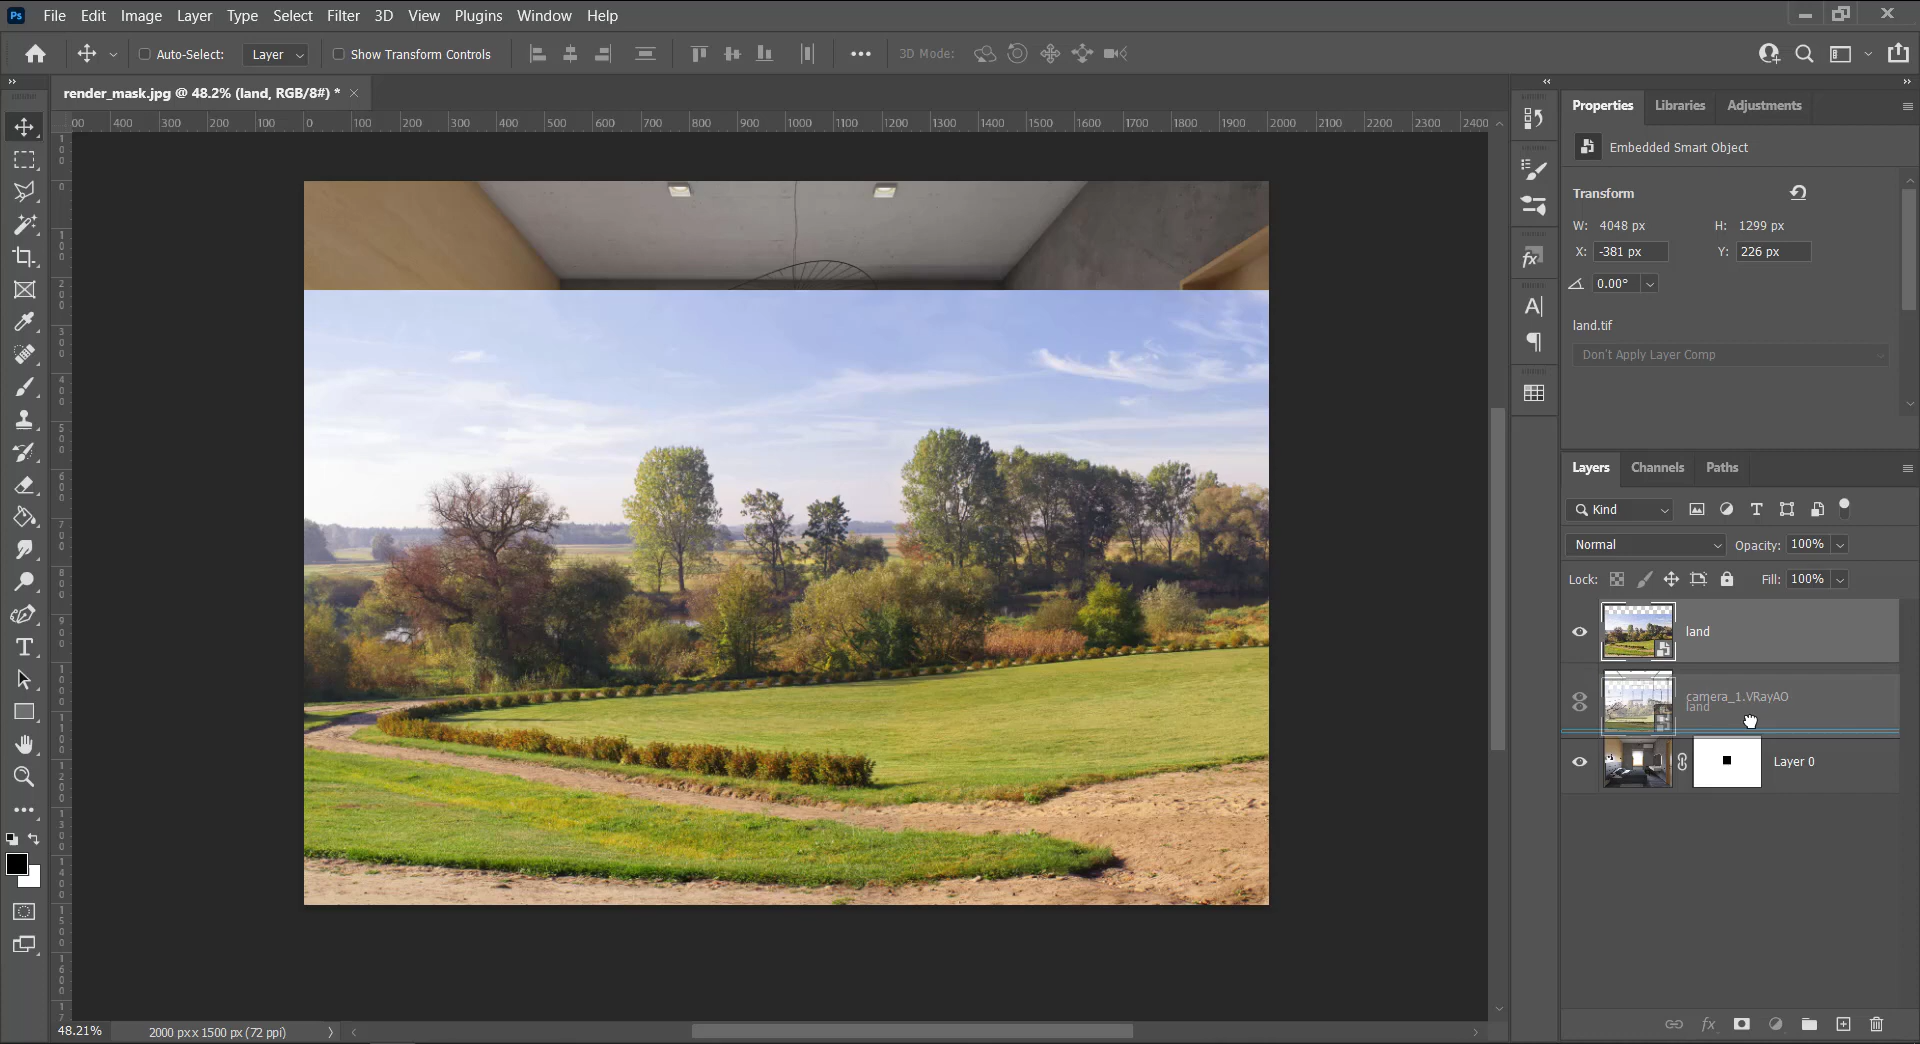 Ps File Edit Image Layer Type Select Filter 3D View Plugins Window Help
Auto-Select: Layer Show Transform Controls 3D Mode:
render_mask.jpg @ 48.2% (land, RGB/8#) *
00 400 300 200 100 0 100 200 300 400 500 600 700 800 900 1000 1100 1200 1300 1400 1500 1600 1700 1800 1900 2000 2100 2200 2300 2400
Properties Libraries Adjustments
Embedded Smart Object
Transform
W: 4048 px H: 1299 px
X: -381 px Y: 226 px
0.00°
land.tif
Don't Apply Layer Comp
Layers Channels Paths
Kind
Normal Opacity: 100%
Lock: Fill: 100%
land
camera_1.VRayAO
land
Layer 0
48.21% 2000 px x 1500 px (72 ppi)